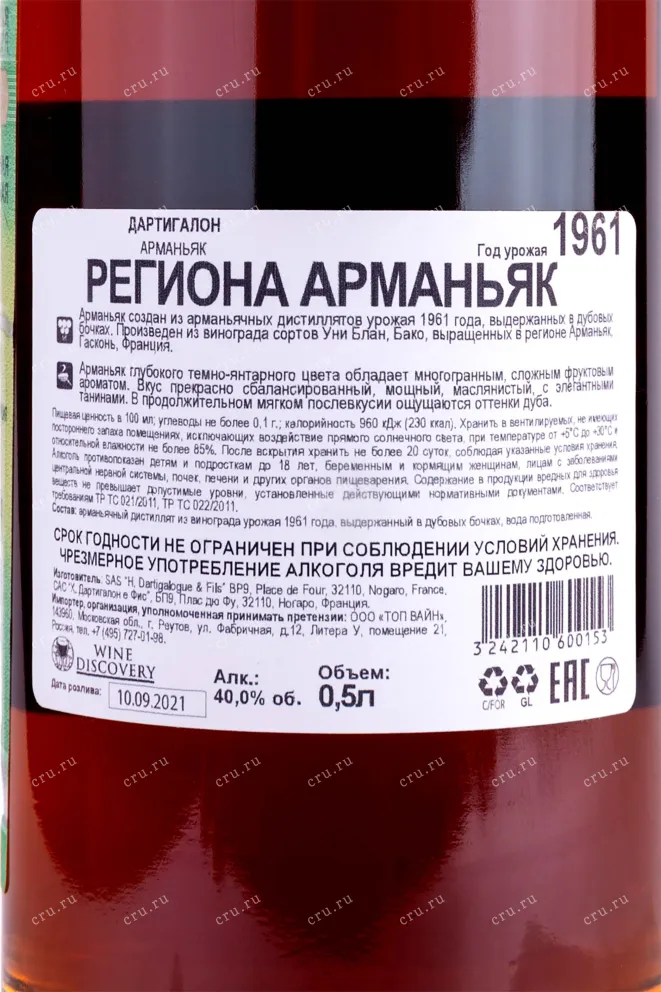 ДАРТИГАЛОН
АРМАНЬЯК
Год урожая 1961
РЕГИОНА АРМАНЬЯК
Арманьяк создан из арманьячных дистиллятов урожая 1961 года, выдержанных в дубовых
бочках. Произведен из винограда сортов Уни Блан, Бако, выращенных в регионе Арманьяк,
Гасконь, Франция.
Арманьяк глубокого темно-янтарного цвета обладает многогранным, сложным фруктовым
ароматом. Вкус прекрасно сбалансированный, мощный, маслянистый, с элегантными
танинами. В продолжительном мягком послевкусии ощущаются оттенки дуба.
Пищевая ценность в 100 мл; углеводы не более 0,1 г.; калорийность 960 кДж (230 ккал). Хранить в вентилируемых, не имеющих
постороннего запаха помещениях, исключающих воздействие прямого солнечного света, при температуре от +5°С до +30°С и
относительной влажности не более 85%. После вскрытия хранить не более 20 суток, соблюдая указанные условия хранения.
Алкоголь противопоказан детям и подросткам до 18 лет, беременным и кормящим женщинам, лицам с заболеваниями
центральной нервной системы, почек, печени и других органов пищеварения. Содержание в продукции вредных для здоровья
веществ не превышает допустимые уровни, установленные действующими нормативными документами. Соответствует
требованиям ТР ТС 021/2011, ТР ТС 022/2011.
Состав: арманьячный дистиллят из винограда урожая 1961 года, выдержанный в дубовых бочках, вода подготовленная.
СРОК ГОДНОСТИ НЕ ОГРАНИЧЕН ПРИ СОБЛЮДЕНИИ УСЛОВИЙ ХРАНЕНИЯ.
ЧРЕЗМЕРНОЕ УПОТРЕБЛЕНИЕ АЛКОГОЛЯ ВРЕДИТ ВАШЕМУ ЗДОРОВЬЮ.
Изготовитель: SAS "H. Dartigalogue & Fils" BP9, Place de Four, 32110, Nogaro, France,
САС "Х. Дартигалон е Фис", БП9, Плас дю Фу, 32110, Ногаро, Франция.
Импортер, организация, уполномоченная принимать претензии: ООО «ТОП ВАЙН»,
143960, Московская обл., г. Реутов, ул. Фабричная, д.12, Литера У, помещение 21,
Россия, тел. +7 (495) 727-01-98.
WINE
DISCOVERY
Дата розлива: 10.09.2021
Алк.:
40,0% об.
Объем:
0,5л
3 242110 600153
C/FOR
GL
EAC
cru.ru